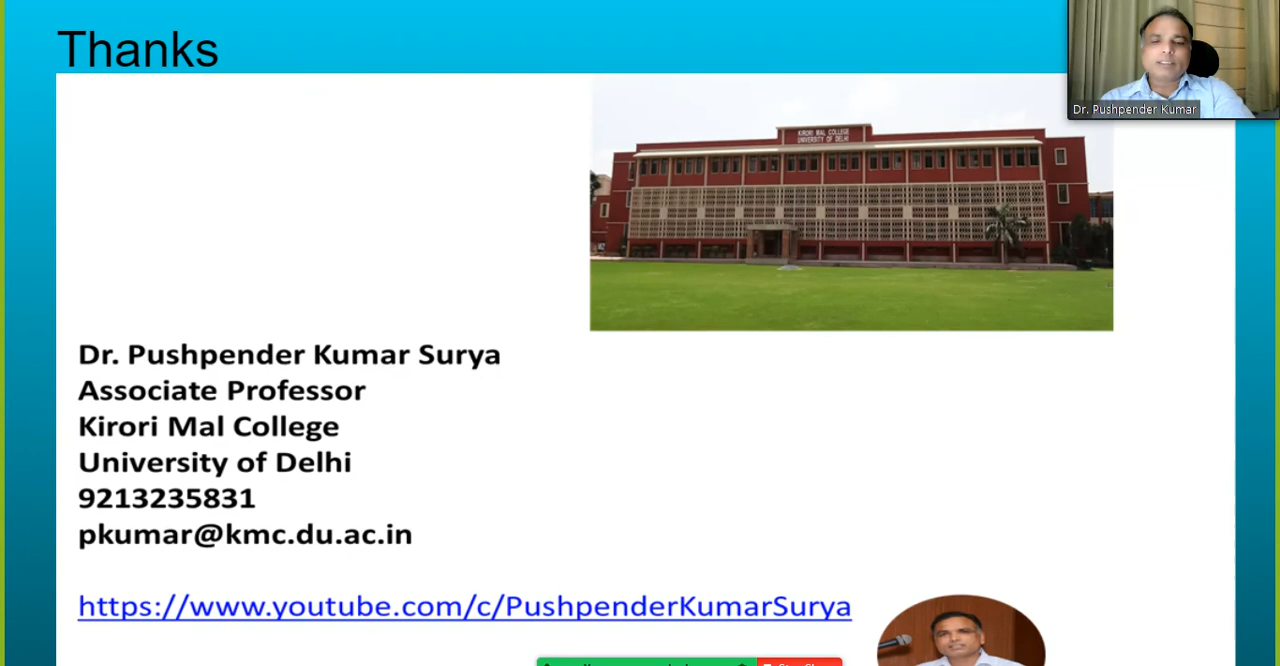 Thanks
Dr. Pushpender Kumar
KIRORI MAL COLLEGE
UNIVERSITY OF DELHI
Dr. Pushpender Kumar Surya
Associate Professor
Kirori Mal College
University of Delhi
9213235831
pkumar@kmc.du.ac.in
https://www.youtube.com/c/PushpenderKumarSurya